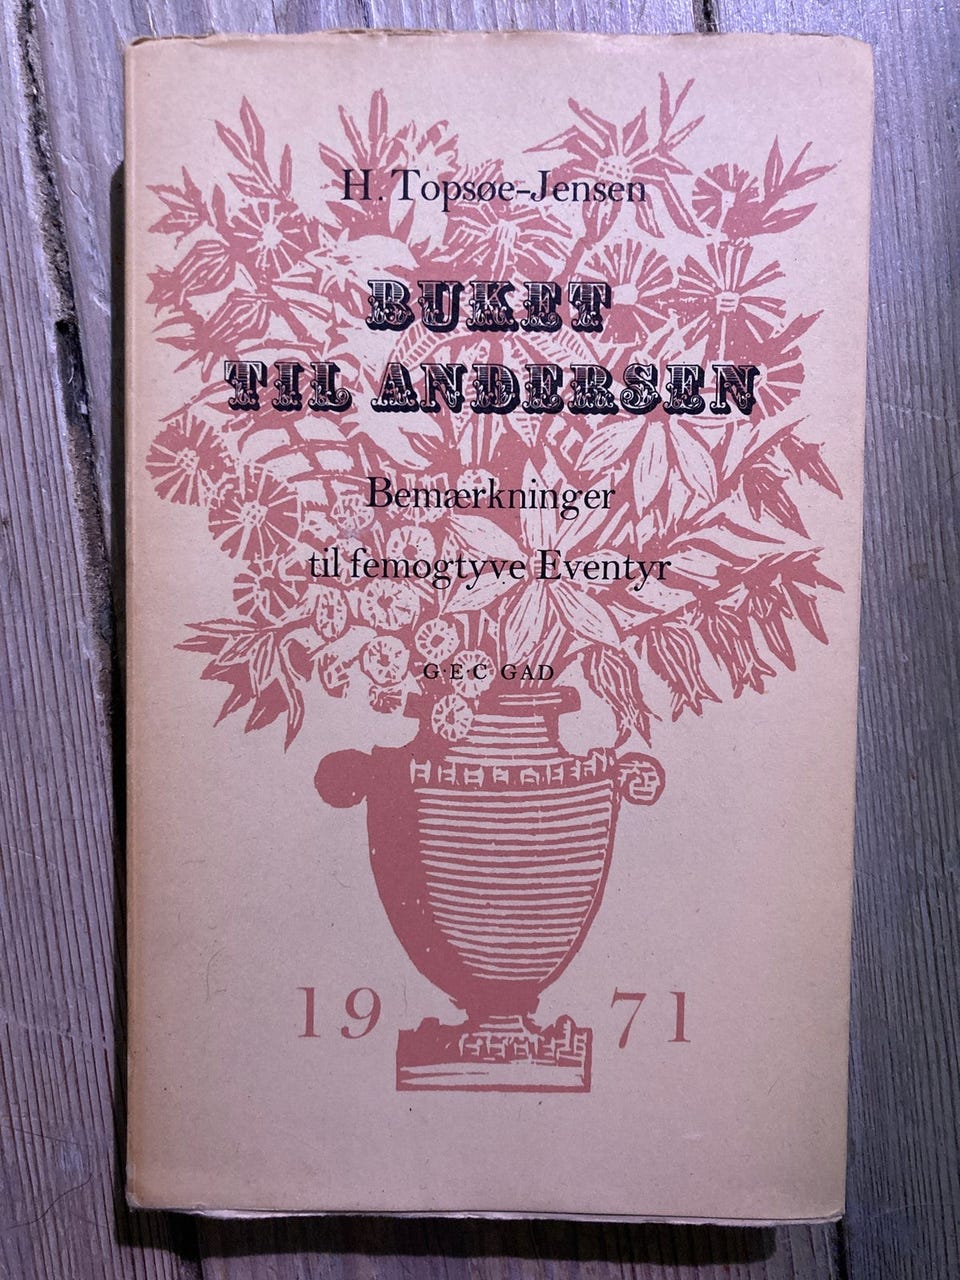 H. Topsøe-Jensen
BUKET
TIL ANDERSEN
Bemærkninger
til femogtyve Eventyr
G·E·C GAD
19 71